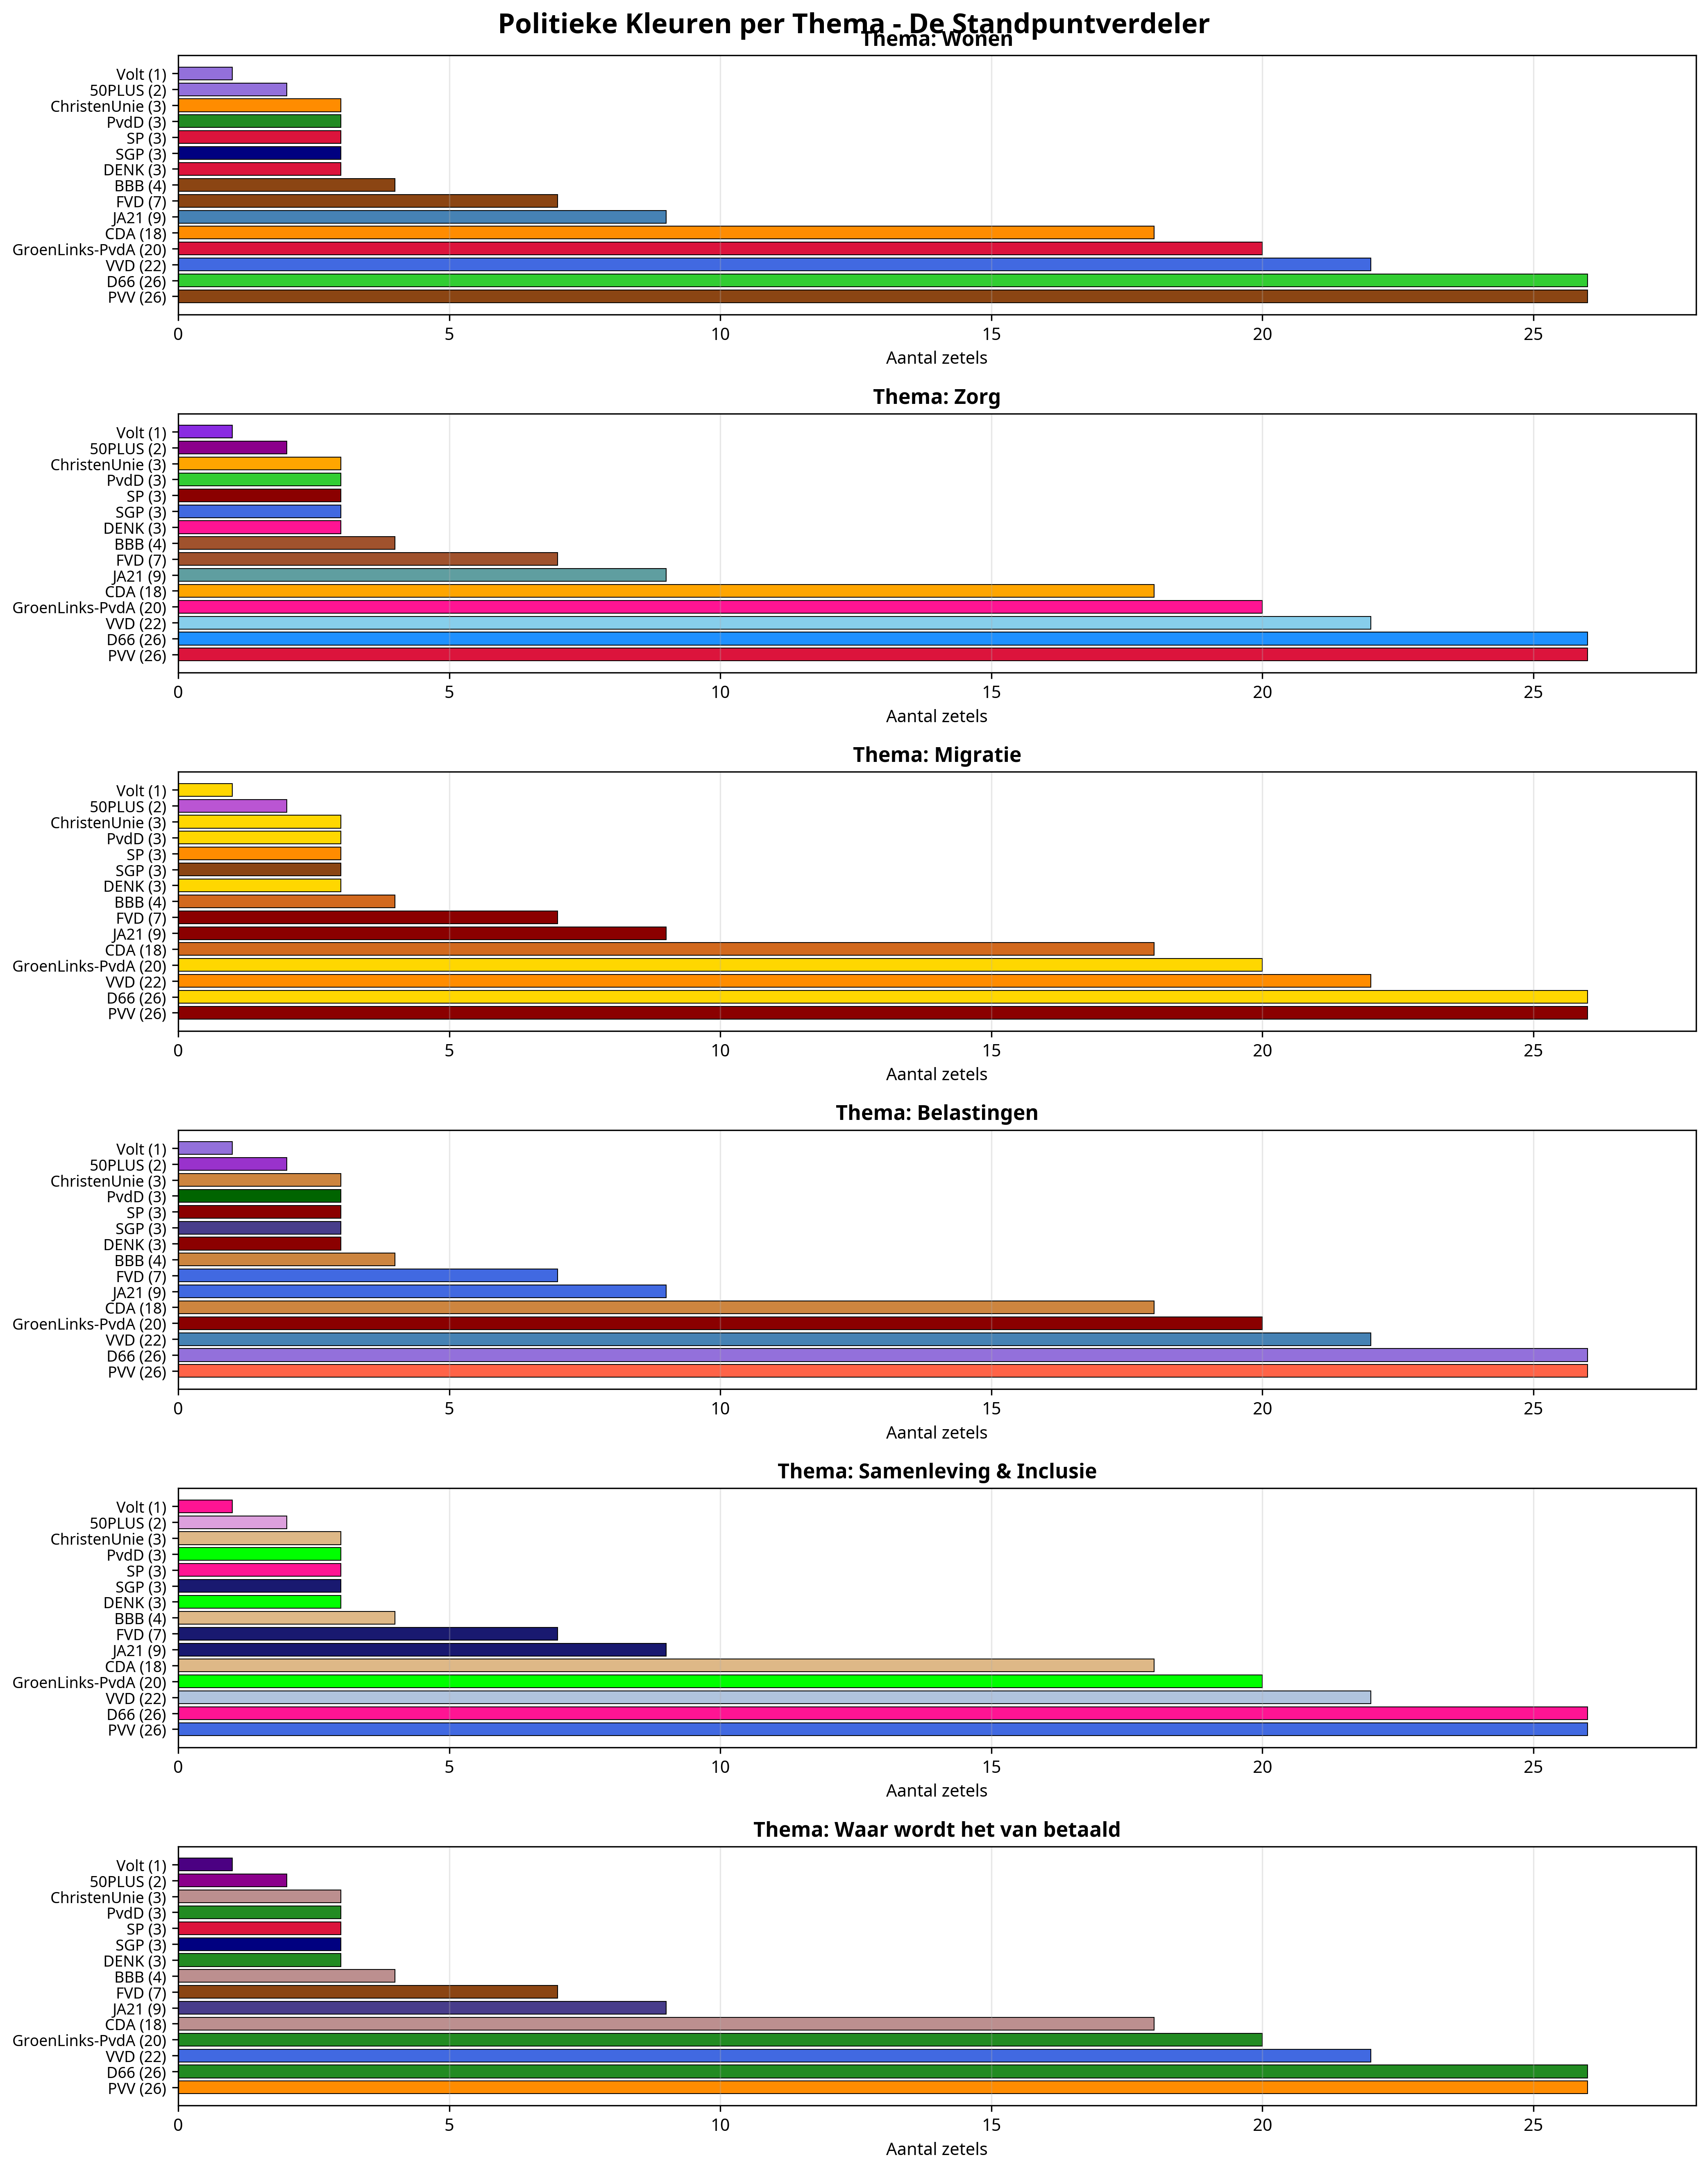 Politieke Kleuren per Thema - De Standpuntverdeler
Thema: Wonen
Volt (1)
50PLUS (2)
ChristenUnie (3)
PvdD (3)
SP (3)
SGP (3)
DENK (3)
BBB (4)
FVD (7)
JA21 (9)
CDA (18)
GroenLinks-PvdA (20)
VVD (22)
D66 (26)
PVV (26)
0 5 10 15 20 25
Aantal zetels
Thema: Zorg
Volt (1)
50PLUS (2)
ChristenUnie (3)
PvdD (3)
SP (3)
SGP (3)
DENK (3)
BBB (4)
FVD (7)
JA21 (9)
CDA (18)
GroenLinks-PvdA (20)
VVD (22)
D66 (26)
PVV (26)
0 5 10 15 20 25
Aantal zetels
Thema: Migratie
Volt (1)
50PLUS (2)
ChristenUnie (3)
PvdD (3)
SP (3)
SGP (3)
DENK (3)
BBB (4)
FVD (7)
JA21 (9)
CDA (18)
GroenLinks-PvdA (20)
VVD (22)
D66 (26)
PVV (26)
0 5 10 15 20 25
Aantal zetels
Thema: Belastingen
Volt (1)
50PLUS (2)
ChristenUnie (3)
PvdD (3)
SP (3)
SGP (3)
DENK (3)
BBB (4)
FVD (7)
JA21 (9)
CDA (18)
GroenLinks-PvdA (20)
VVD (22)
D66 (26)
PVV (26)
0 5 10 15 20 25
Aantal zetels
Thema: Samenleving & Inclusie
Volt (1)
50PLUS (2)
ChristenUnie (3)
PvdD (3)
SP (3)
SGP (3)
DENK (3)
BBB (4)
FVD (7)
JA21 (9)
CDA (18)
GroenLinks-PvdA (20)
VVD (22)
D66 (26)
PVV (26)
0 5 10 15 20 25
Aantal zetels
Thema: Waar wordt het van betaald
Volt (1)
50PLUS (2)
ChristenUnie (3)
PvdD (3)
SP (3)
SGP (3)
DENK (3)
BBB (4)
FVD (7)
JA21 (9)
CDA (18)
GroenLinks-PvdA (20)
VVD (22)
D66 (26)
PVV (26)
0 5 10 15 20 25
Aantal zetels